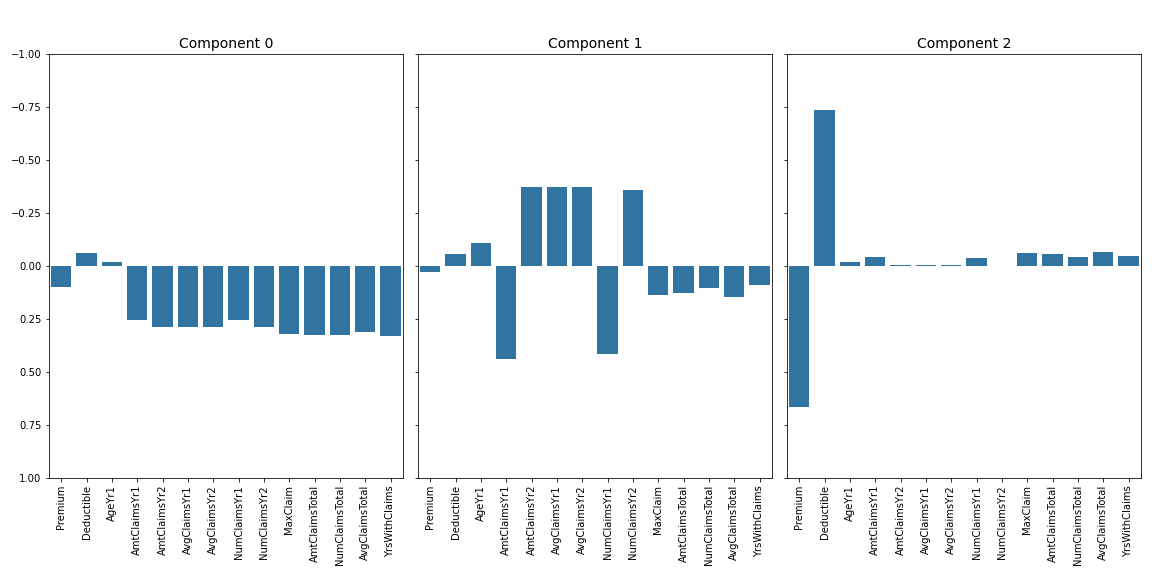 Component 0
Component 1
Component 2
−1.00
−0.75
−0.50
−0.25
0.00
0.25
0.50
0.75
1.00
Premium
Deductible
AgeYr1
AmtClaimsYr1
AmtClaimsYr2
AvgClaimsYr1
AvgClaimsYr2
NumClaimsYr1
NumClaimsYr2
MaxClaim
AmtClaimsTotal
NumClaimsTotal
AvgClaimsTotal
YrsWithClaims
Premium
Deductible
AgeYr1
AmtClaimsYr1
AmtClaimsYr2
AvgClaimsYr1
AvgClaimsYr2
NumClaimsYr1
NumClaimsYr2
MaxClaim
AmtClaimsTotal
NumClaimsTotal
AvgClaimsTotal
YrsWithClaims
Premium
Deductible
AgeYr1
AmtClaimsYr1
AmtClaimsYr2
AvgClaimsYr1
AvgClaimsYr2
NumClaimsYr1
NumClaimsYr2
MaxClaim
AmtClaimsTotal
NumClaimsTotal
AvgClaimsTotal
YrsWithClaims